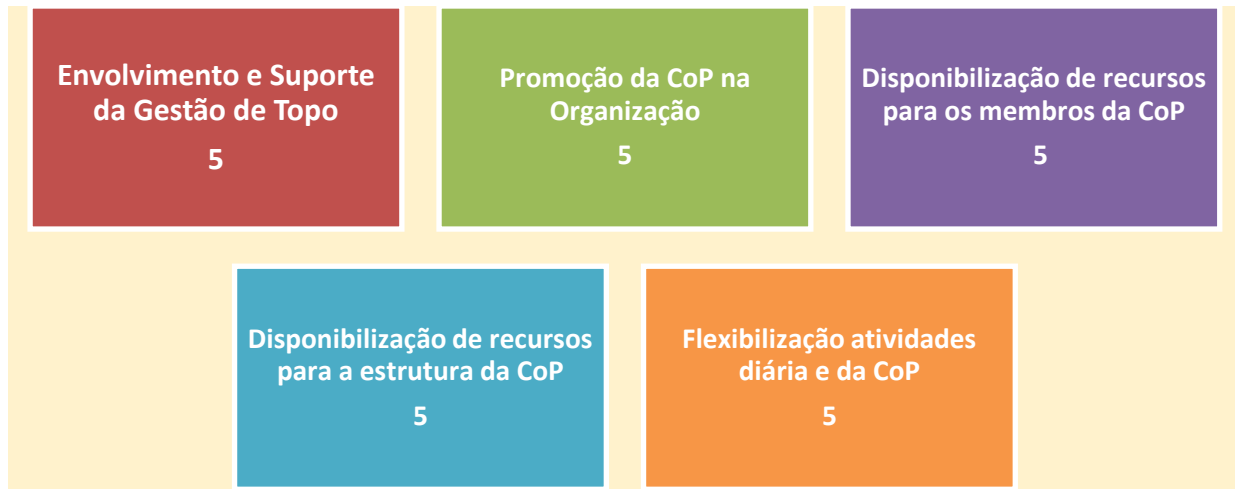 Envolvimento e Suporte
da Gestão de Topo
5
Promoção da CoP na
Organização
5
Disponibilização de recursos
para os membros da CoP
5
Disponibilização de recursos
para a estrutura da CoP
5
Flexibilização atividades
diária e da CoP
5